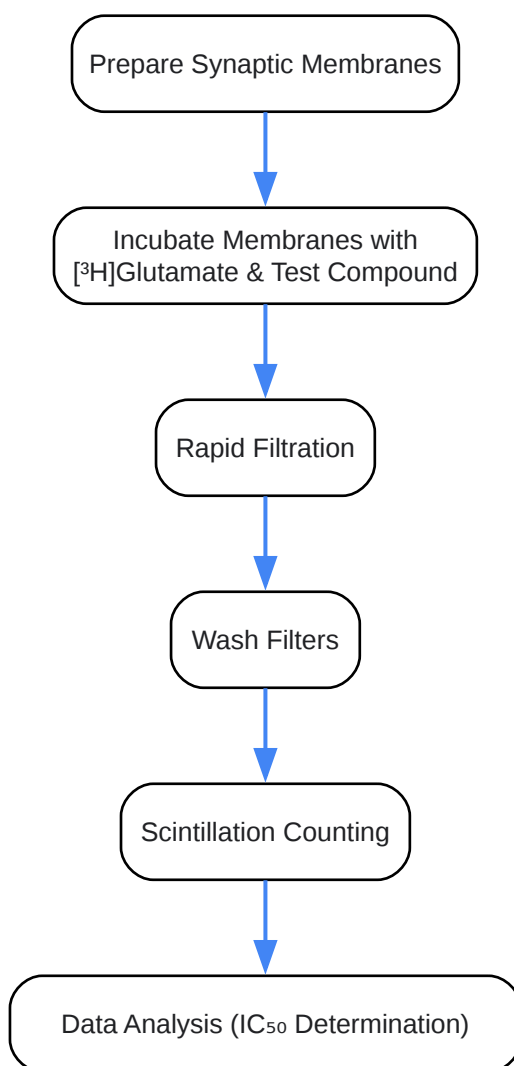 Prepare Synaptic Membranes
Incubate Membranes with
[³H]Glutamate & Test Compound
Rapid Filtration
Wash Filters
Scintillation Counting
Data Analysis (IC₅₀ Determination)